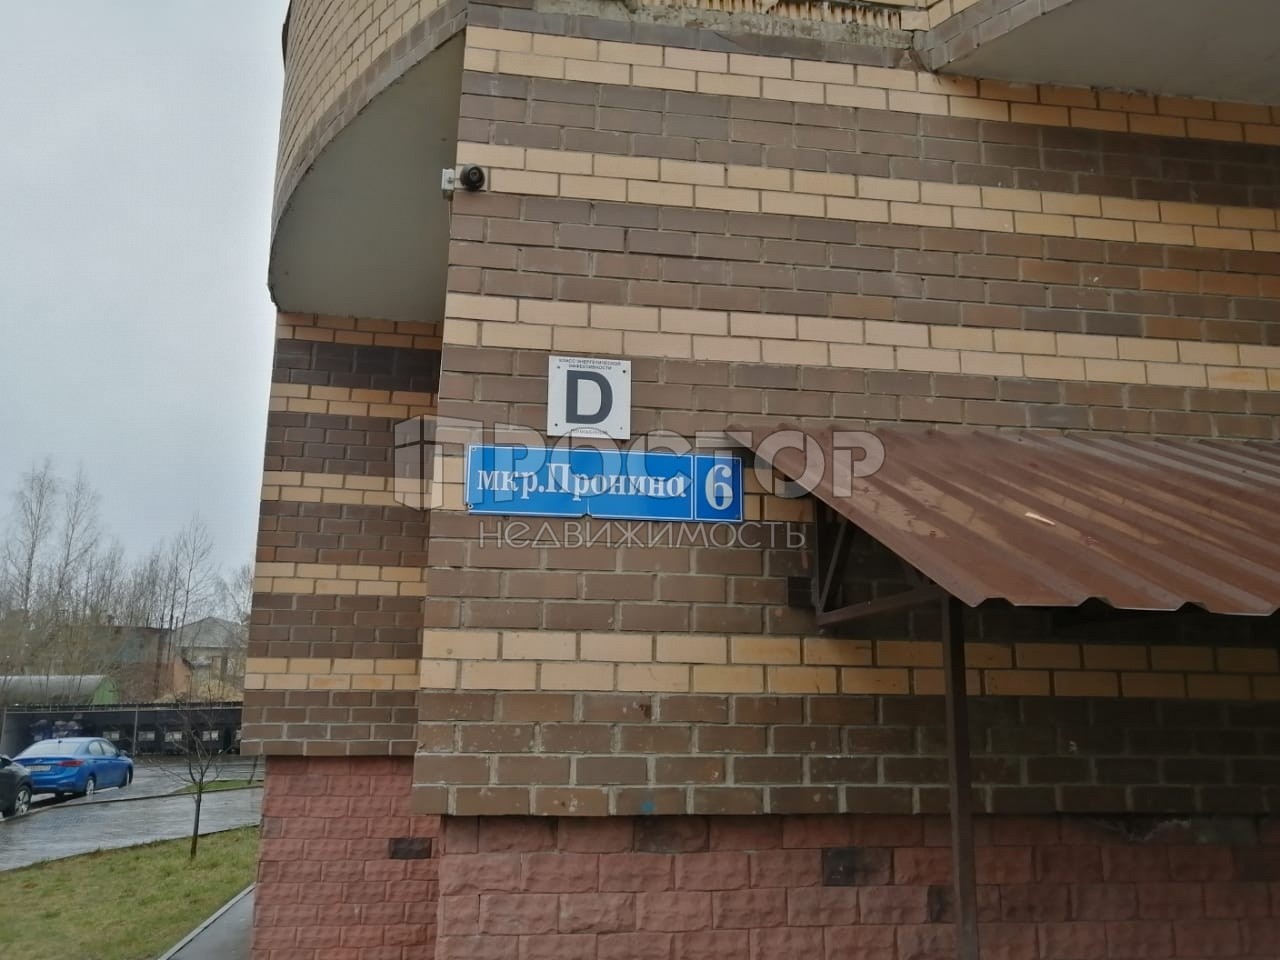 КЛАСС ЭНЕРГЕТИЧЕСКОЙ
ЭФФЕКТИВНОСТИ
D
мкр.Пронина 6
ПРОСТОР
НЕДВИЖИМОСТЬ